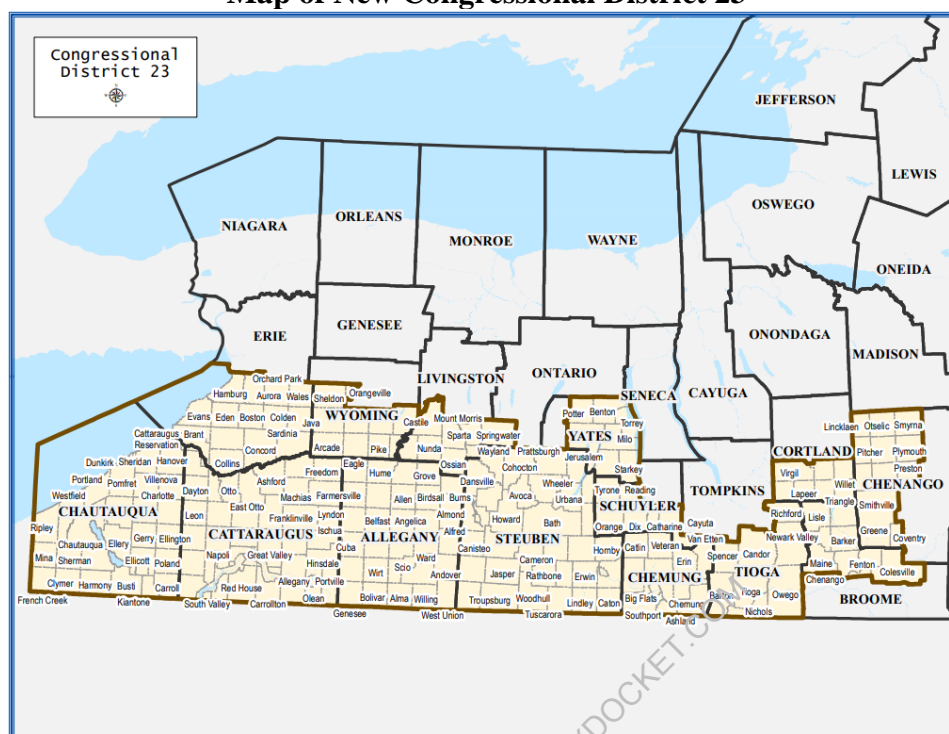 Map of New Congressional District 23
Congressional
District 23
JEFFERSON
LEWIS
OSWEGO
ORLEANS
NIAGARA
MONROE
WAYNE
ONEIDA
GENESEE
ERIE
ONONDAGA
MADISON
ONTARIO
LIVINGSTON
SENECA
CAYUGA
Orchard Park
Hamburg Aurora Wales Sheldon Orangeville
WYOMING
Castile Mount Morris
Potter Benton
Torrey
Evans Eden Boston Colden
Java
Lincklaen Otselic Smyrna
Cattaraugus Brant
Reservation
Sardinia
Sparta Springwater
YATES
Milo
Concord
Arcade Pike Nunda
Wayland Prattsburgh
Jerusalem
CORTLAND
Pitcher Plymouth
Dunkirk Sheridan Hanover
Collins
Eagle
Ossian
Cohocton
Starkey
Virgil
Preston
Portland Pomfret Villenova
Ashford
Freedom
Hume
Grove
Dansville
Wheeler
Tyrone Reading
TOMPKINS
Lapeer Willet
CHENANGO
Westfield
Charlotte
Dayton Otto
Machias Farmersville
Allen Birdsall Burns
Avoca
Urbana
SCHUYLER
Richford Lisle
Triangle
Smithville
CHAUTAUQUA
Leon
East Otto
Franklinville
Lyndon
Belfast Angelica
Almond
Howard
Bath
Orange Dix Catharine
Cayuta
Van Etten
Newark Valley
Greene
Coventry
Ripley
Gerry Ellington
CATTARAUGUS
Ischua
ALLEGANY
Alfred
STEUBEN
Barker
Mina
Chautauqua Ellery
Napoli Great Valley
Cuba
Ward
Canisteo
Hornby
Catlin Veteran
Erin
Spencer
Candor
Maine
Fenton
Sherman
Ellicott Poland
Hinsdale
Scio
Cameron
CHEMUNG
TIOGA
Chenango
Colesville
Clymer Harmony Busti
Carroll
Red House
Allegany Portville
Wirt
Andover
Jasper
Rathbone
Erwin
Big Flats
Chemung
Barton Tioga
Owego
BROOME
French Creek
Kiantone
South Valley
Carrollton
Olean
Bolivar Alma Willing
Troupsburg Woodhull
Lindley Caton
Southport
Nichols
Genesee
West Union
Tuscarora
Ashland